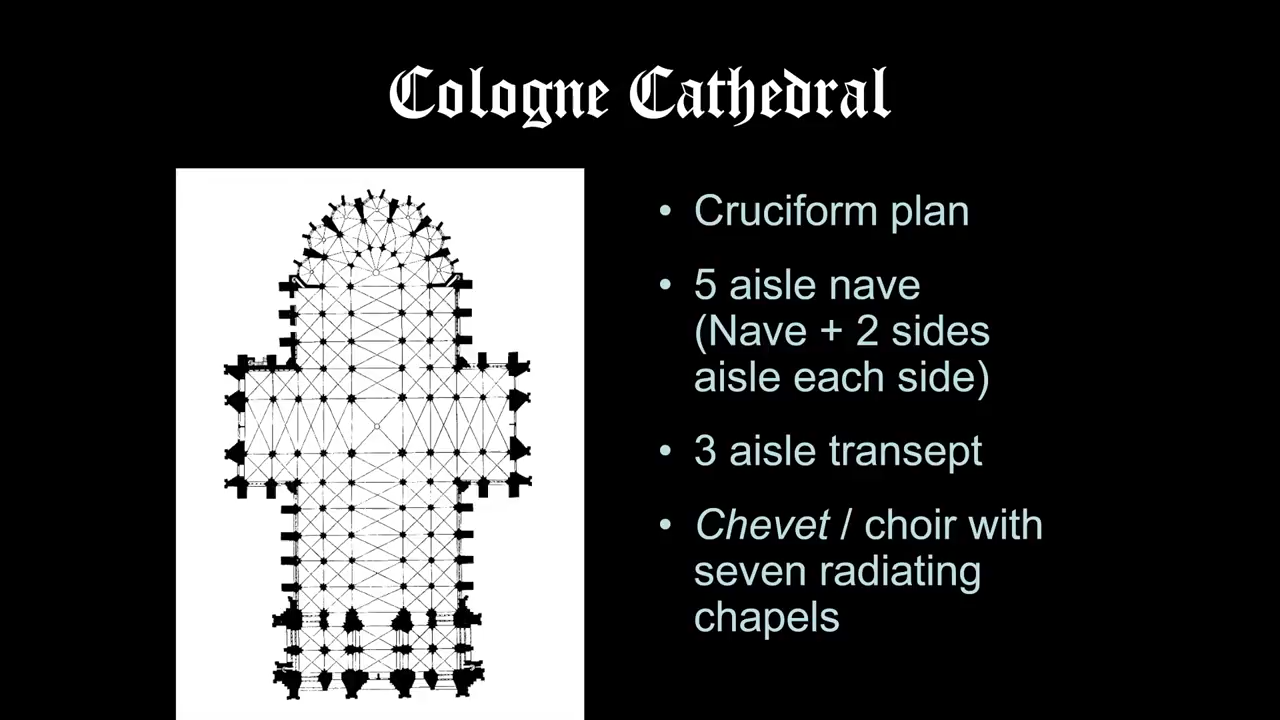 Cologne Cathedral
• Cruciform plan
• 5 aisle nave
(Nave + 2 sides
aisle each side)
• 3 aisle transept
• Chevet / choir with
seven radiating
chapels